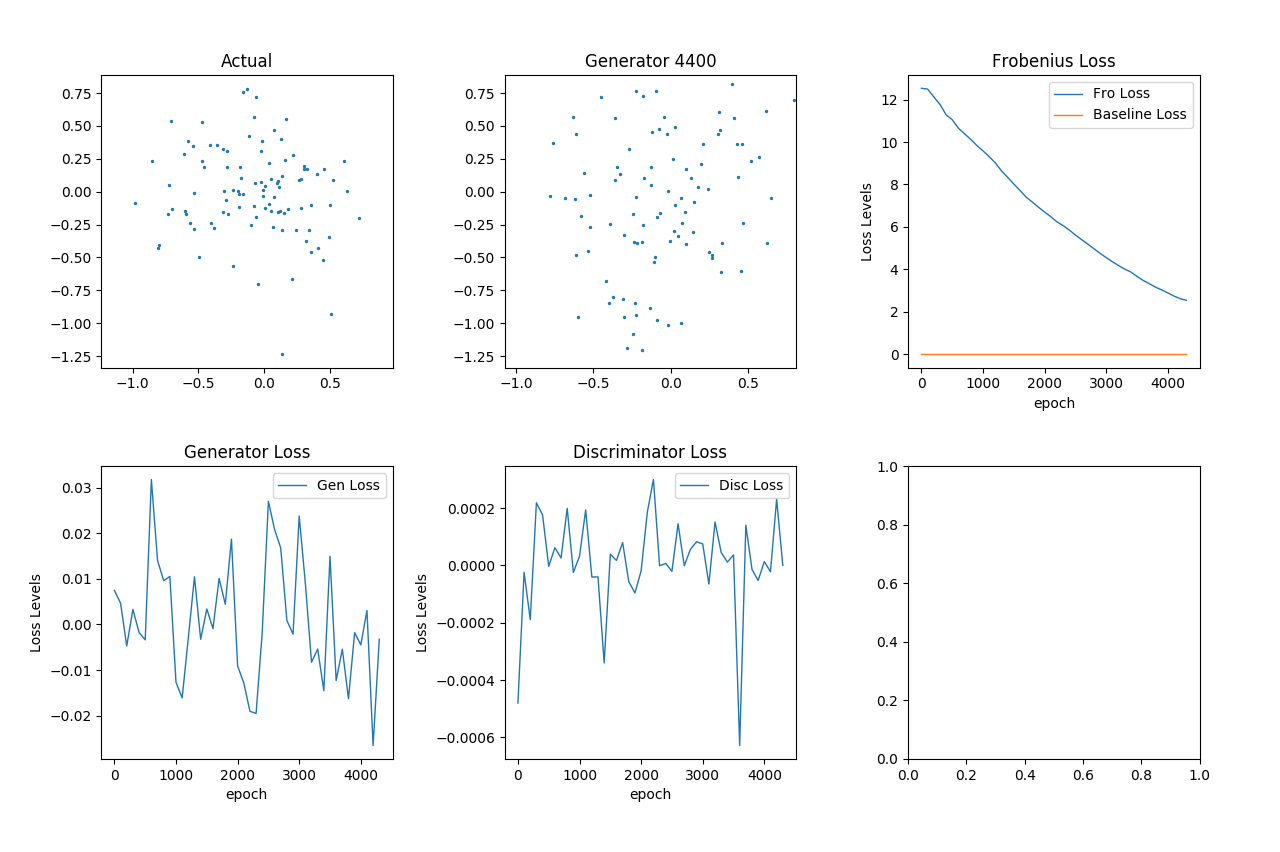 Actual
0.75
0.50
0.25
0.00
−0.25
−0.50
−0.75
−1.00
−1.25
−1.0 −0.5 0.0 0.5
Generator 4400
0.75
0.50
0.25
0.00
−0.25
−0.50
−0.75
−1.00
−1.25
−1.0 −0.5 0.0 0.5
Frobenius Loss
Fro Loss
Baseline Loss
Loss Levels
12
10
8
6
4
2
0
0 1000 2000 3000 4000
epoch
Generator Loss
Gen Loss
Loss Levels
0.03
0.02
0.01
0.00
−0.01
−0.02
0 1000 2000 3000 4000
epoch
Discriminator Loss
Disc Loss
Loss Levels
0.0002
0.0000
−0.0002
−0.0004
−0.0006
0 1000 2000 3000 4000
epoch
1.0
0.8
0.6
0.4
0.2
0.0
0.0 0.2 0.4 0.6 0.8 1.0